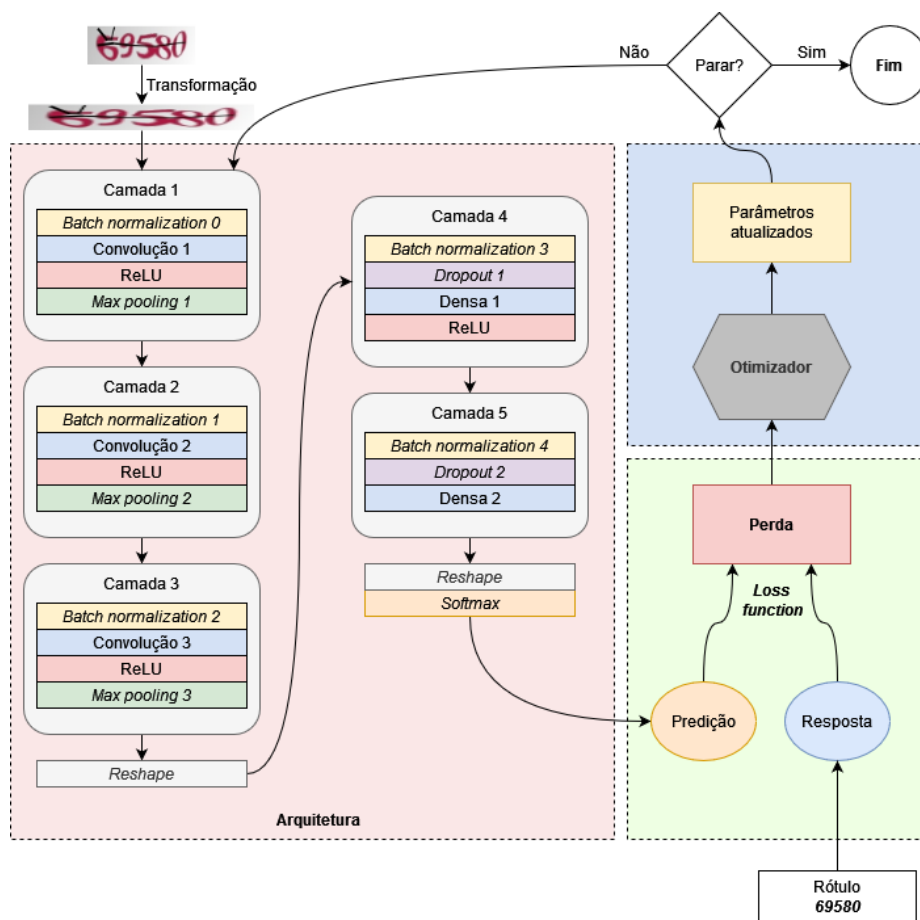 69580
Transformação
69580
Não
Parar?
Sim
Fim
Camada 1
Batch normalization 0
Convolução 1
ReLU
Max pooling 1
Camada 2
Batch normalization 1
Convolução 2
ReLU
Max pooling 2
Camada 3
Batch normalization 2
Convolução 3
ReLU
Max pooling 3
Reshape
Camada 4
Batch normalization 3
Dropout 1
Densa 1
ReLU
Camada 5
Batch normalization 4
Dropout 2
Densa 2
Reshape
Softmax
Arquitetura
Parâmetros
atualizados
Otimizador
Perda
Loss
function
Predição
Resposta
Rótulo
69580